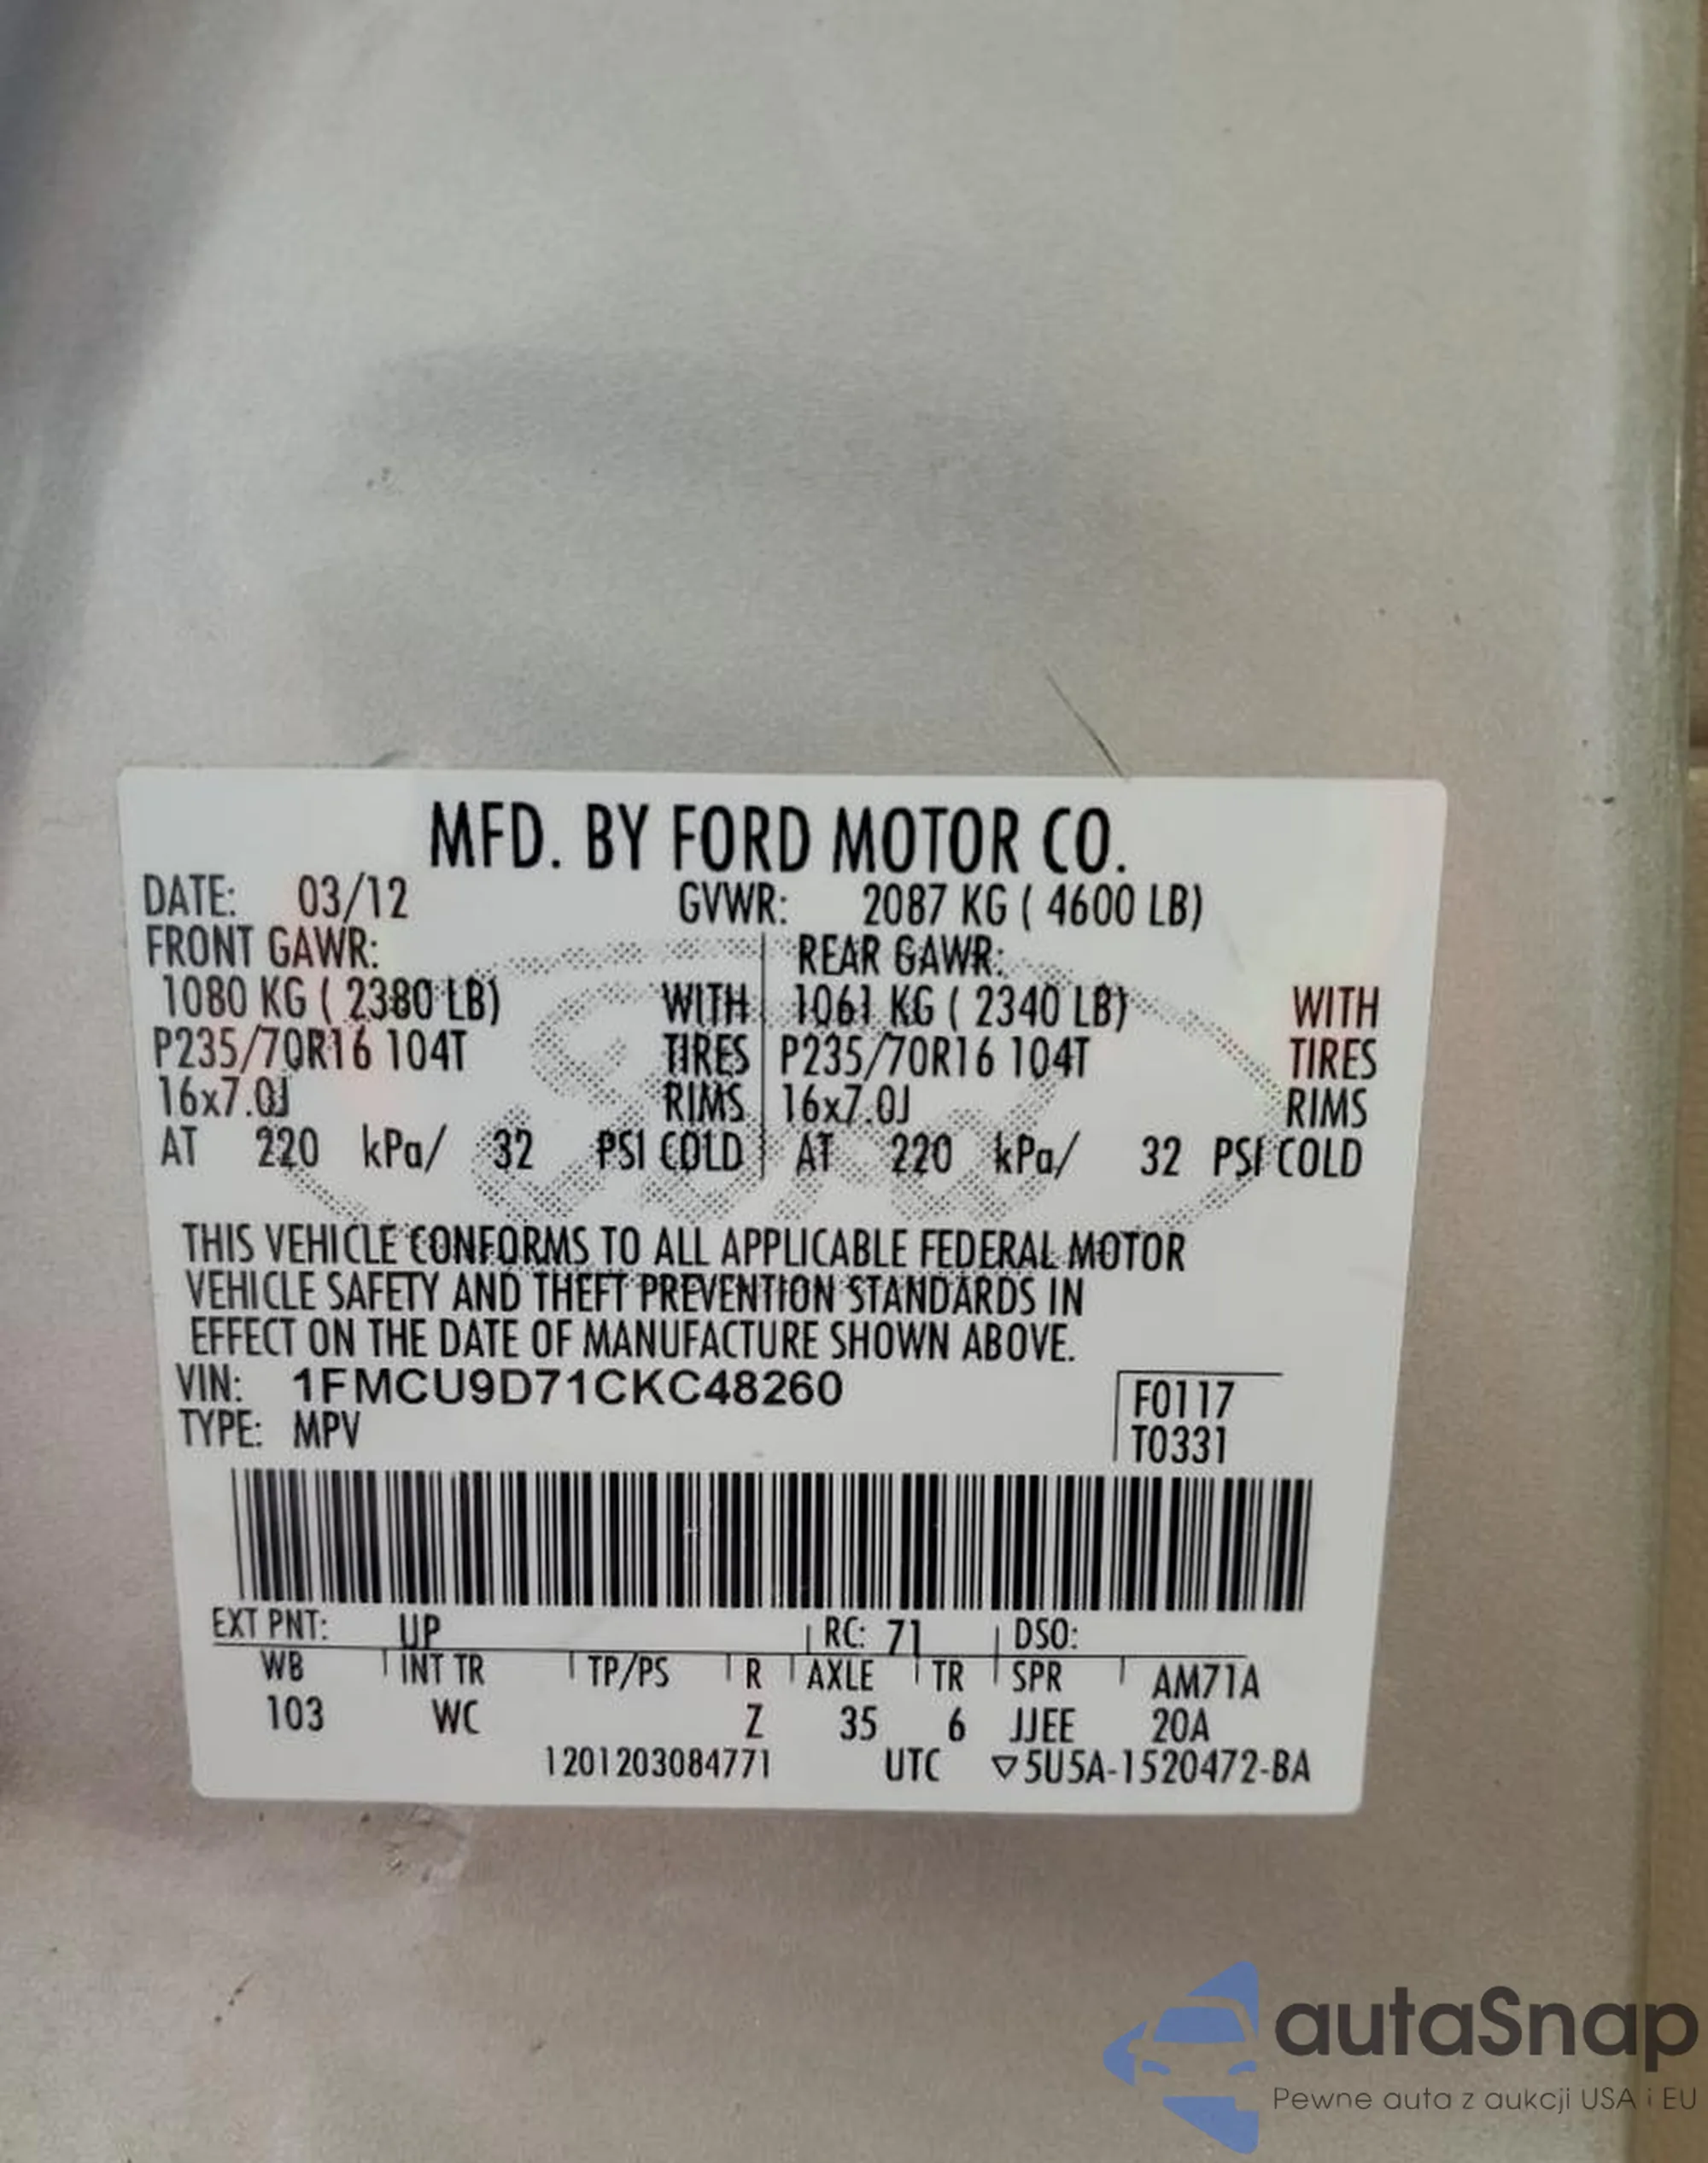 MFD. BY FORD MOTOR CO.
DATE: 03/12 GVWR: 2087 KG ( 4600 LB)
FRONT GAWR: REAR GAWR:
1080 KG ( 2380 LB) WITH 1061 KG ( 2340 LB) WITH
P235/70R16 104T TIRES P235/70R16 104T TIRES
16x7.0J RIMS 16x7.0J RIMS
AT 220 kPa/ 32 PSI COLD AT 220 kPa/ 32 PSI COLD
THIS VEHICLE CONFORMS TO ALL APPLICABLE FEDERAL MOTOR
VEHICLE SAFETY AND THEFT PREVENTION STANDARDS IN
EFFECT ON THE DATE OF MANUFACTURE SHOWN ABOVE.
VIN: 1FMCU9D71CKC48260 F0117
TYPE: MPV T0331
EXT PNT: UP RC: 71 DSO:
WB INT TR TP/PS R AXLE TR SPR AM71A
103 WC Z 35 6 JJEE 20A
1201203084771 UTC ▽5U5A-1520472-BA
autaSnap
Pewne auta z aukcji USA i EU